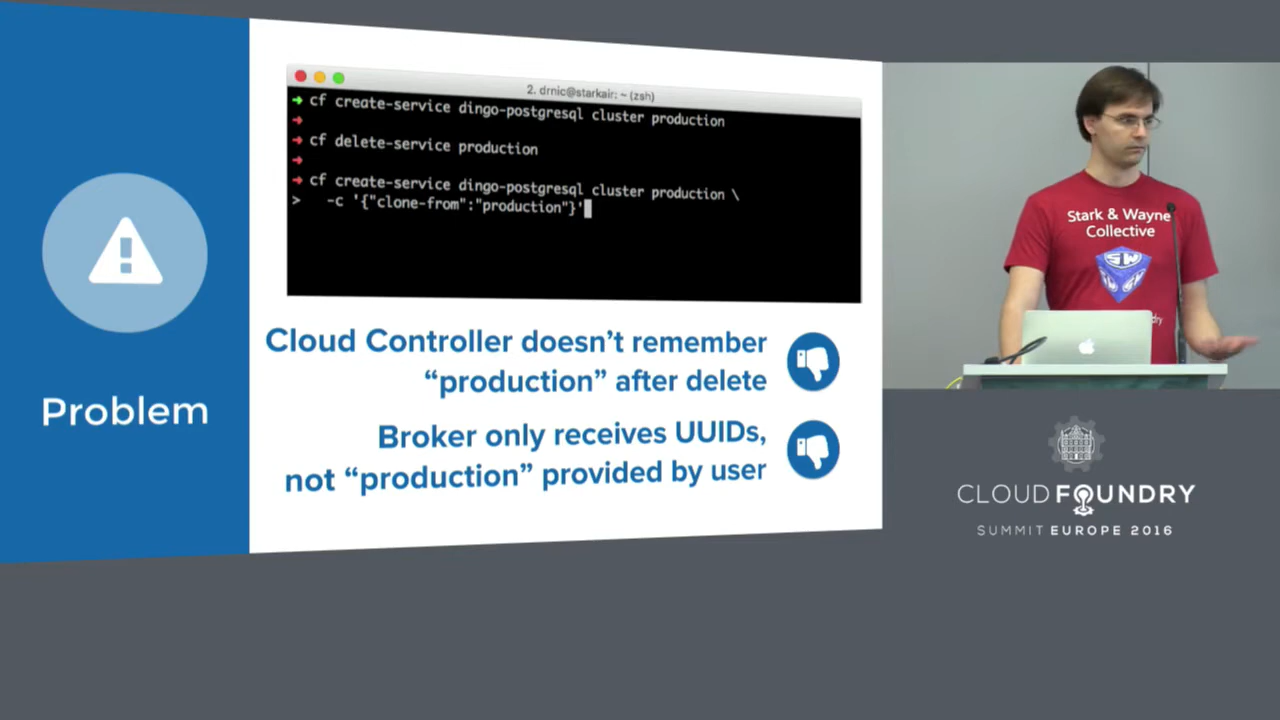 2. drnic@starkair: ~ (zsh)
➜ cf create-service dingo-postgresql cluster production
➜
➜ cf delete-service production
➜
➜ cf create-service dingo-postgresql cluster production \
> -c '{"clone-from":"production"}'
Problem
Cloud Controller doesn't remember
"production" after delete
Broker only receives UUIDs,
not "production" provided by user
Stark & Wayne
Collective
SW
CLOUD FOUNDRY
SUMMIT EUROPE 2016